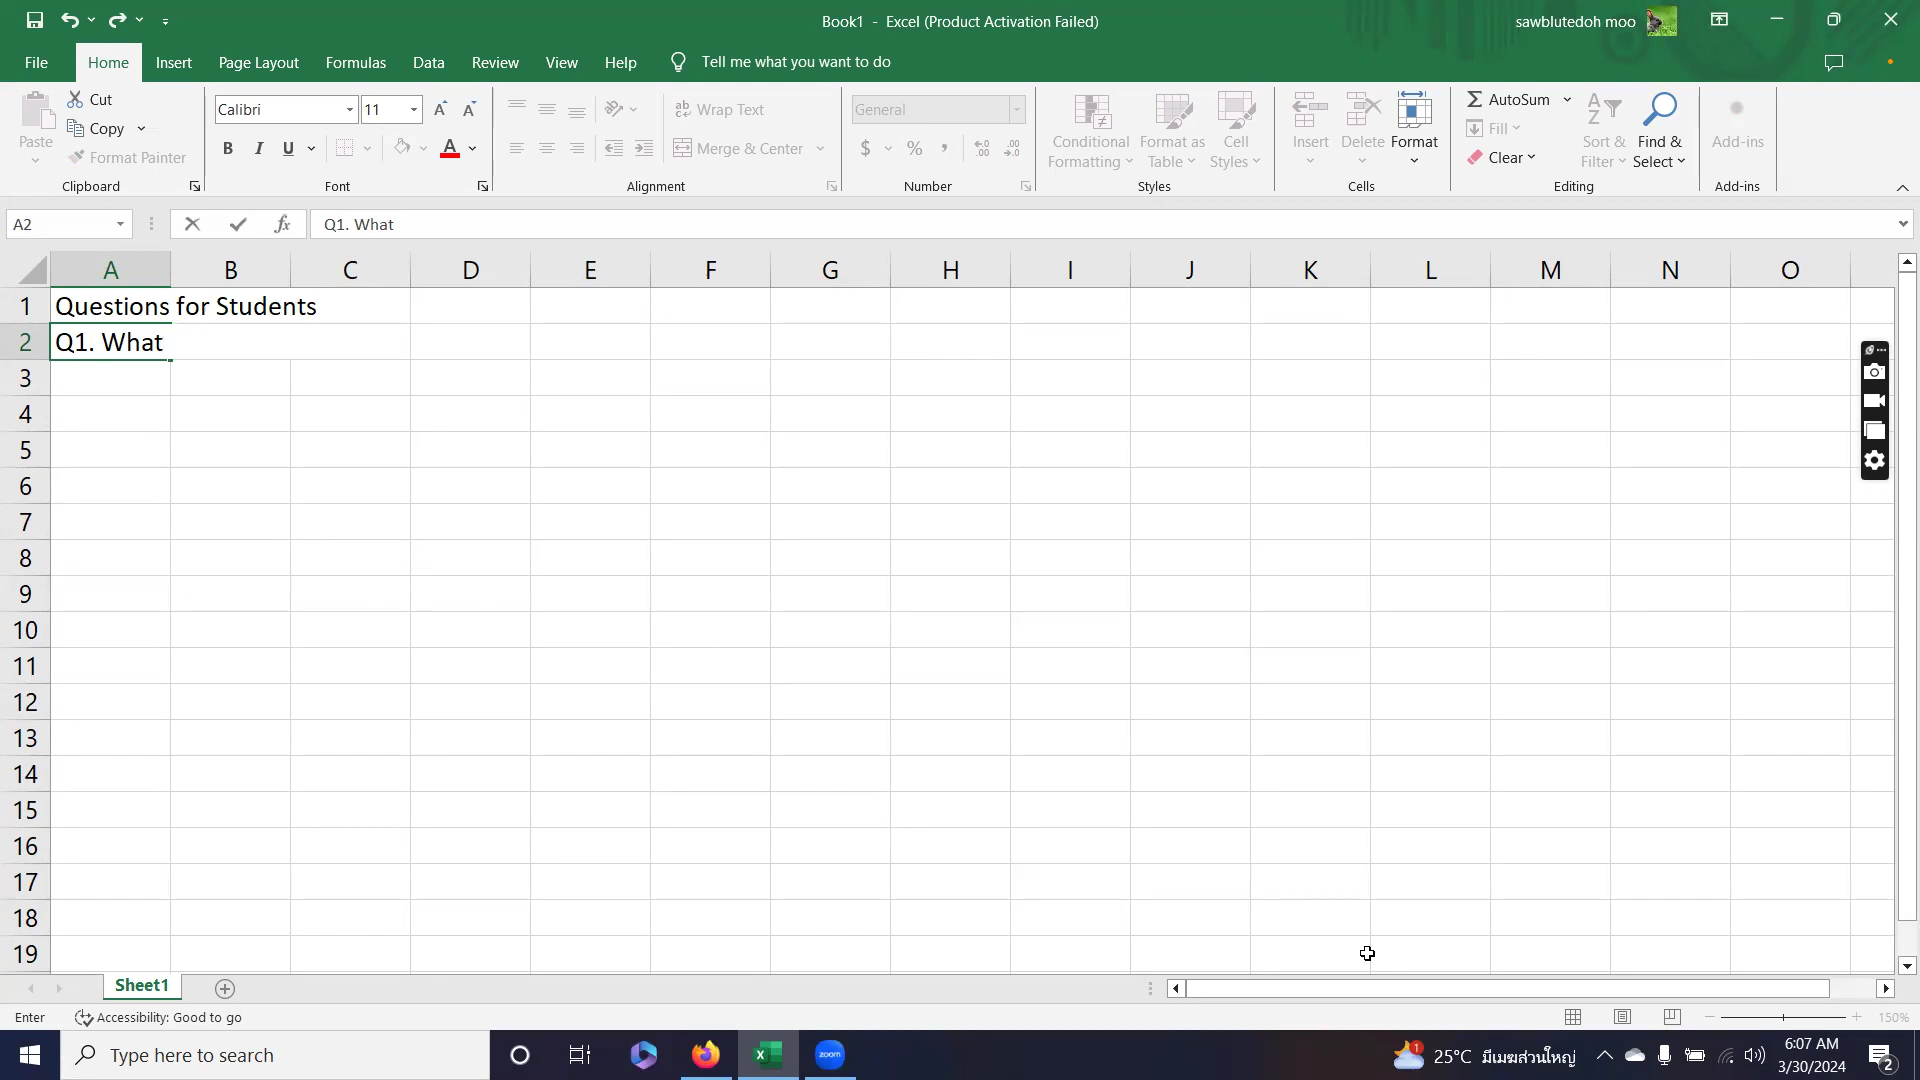 Book1 - Excel (Product Activation Failed)
sawblutedoh moo
File Home Insert Page Layout Formulas Data Review View Help Tell me what you want to do
Paste
Cut
Copy
Format Painter
Clipboard
Calibri 11
B I U A
Font
Wrap Text
Merge & Center
Alignment
General
$ % ,
Number
Conditional Formatting
Format as Table
Cell Styles
Styles
Insert Delete Format
Cells
AutoSum
Fill
Clear
Sort & Filter
Find & Select
Editing
Add-ins
Add-ins
A2 fx Q1. What
A B C D E F G H I J K L M N O
1 Questions for Students
2 Q1. What
3
4
5
6
7
8
9
10
11
12
13
14
15
16
17
18
19
Sheet1
Enter Accessibility: Good to go 150%
Type here to search
zoom
1 25°C มีเมฆส่วนใหญ่
6:07 AM
3/30/2024
2